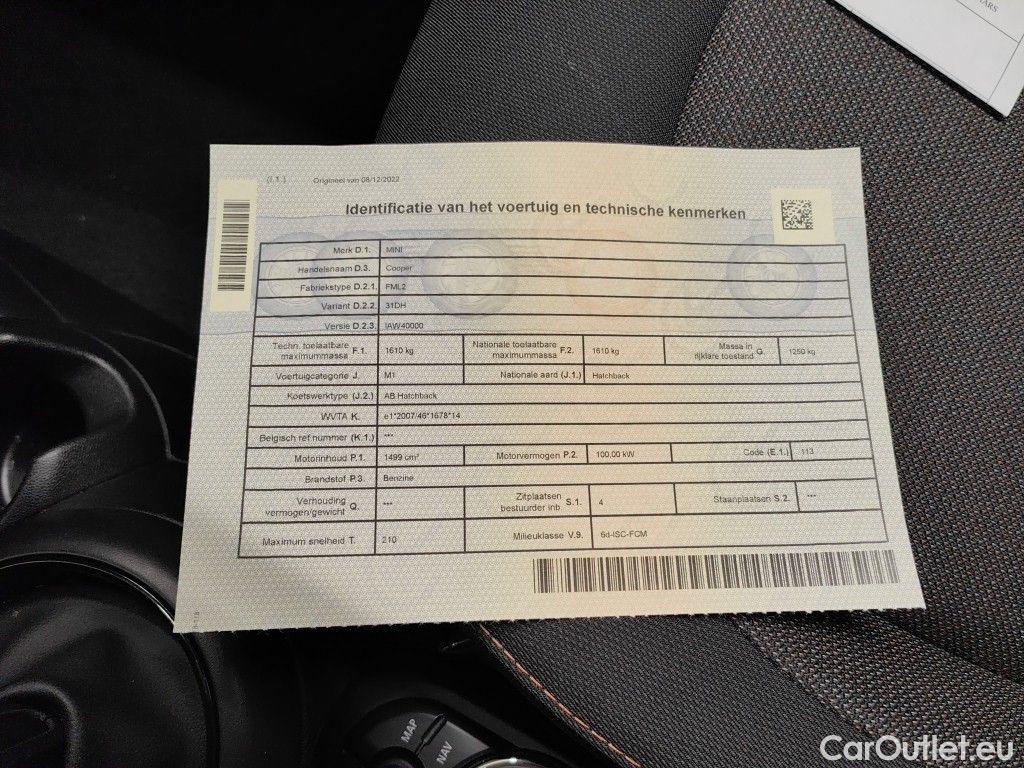 ARS
(I.1.) Origineel van 08/12/2022
Identificatie van het voertuig en technische kenmerken
Merk D.1. MINI
Handelsnaam D.3. Cooper
Fabriekstype D.2.1. FML2
Variant D.2.2. 31DH
Versie D.2.3. IAW40000
Techn. toelaatbare maximummassa F.1. 1610 kg Nationale toelaatbare maximummassa F.2. 1610 kg Massa in rijklare toestand G. 1250 kg
Voertuigcategorie J. M1 Nationale aard (J.1.) Hatchback
Koetswerktype (J.2.) AB Hatchback
WVTA K. e1*2007/46*1678*14
Belgisch ref.nummer (K.1.) ***
Motorinhoud P.1. 1499 cm³ Motorvermogen P.2. 100,00 kW Code (E.1.) 113
Brandstof P.3. Benzine
Verhouding vermogen/gewicht Q. *** Zitplaatsen bestuurder inb S.1. 4 Staanplaatsen S.2. ***
Maximum snelheid T. 210 Milieuklasse V.9. 6d-ISC-FCM
MAP
NAV
CarOutlet.eu